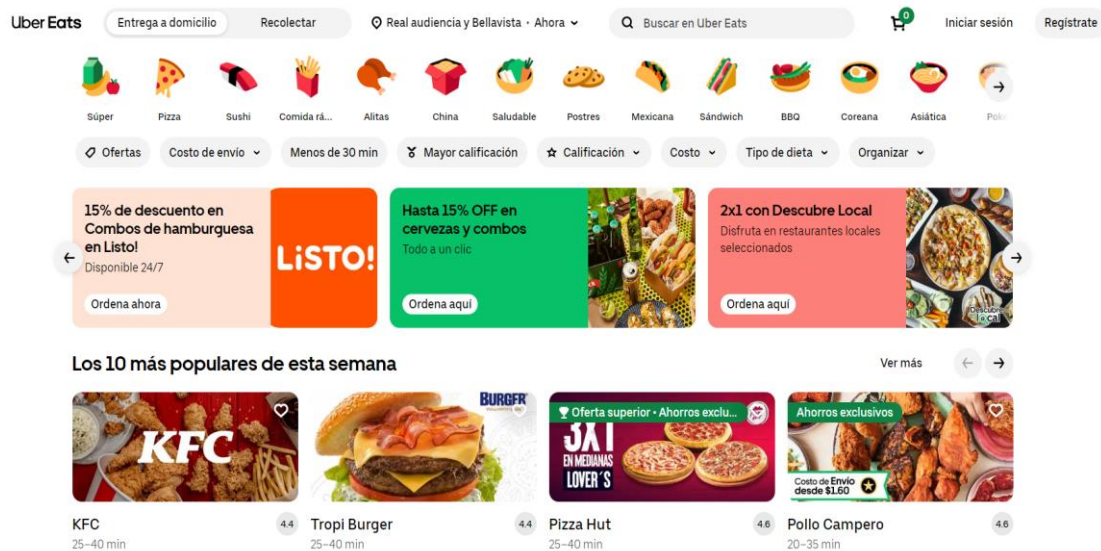 Uber Eats
Entrega a domicilio
Recolectar
Real audiencia y Bellavista • Ahora
Buscar en Uber Eats
0
Iniciar sesión
Regístrate
Súper
Pizza
Sushi
Comida rá...
Alitas
China
Saludable
Postres
Mexicana
Sándwich
BBQ
Coreana
Asiática
Ofertas
Costo de envío
Menos de 30 min
Mayor calificación
Calificación
Costo
Tipo de dieta
Organizar
15% de descuento en
Combos de hamburguesa
en Listo!
Disponible 24/7
Ordena ahora
LiSTO!
Hasta 15% OFF en
cervezas y combos
Todo a un clic
Ordena aquí
2x1 con Descubre Local
Disfruta en restaurantes locales
seleccionados
Ordena aquí
Descubre
local
Los 10 más populares de esta semana
Ver más
KFC
BURGER
Oferta superior • Ahorros exclu...
3X1
EN MEDIANAS
LOVER´S
Ahorros exclusivos
Costo de Envío
desde $1.60
KFC
4.4
25–40 min
Tropi Burger
4.4
25–40 min
Pizza Hut
4.6
25–40 min
Pollo Campero
4.6
20–35 min